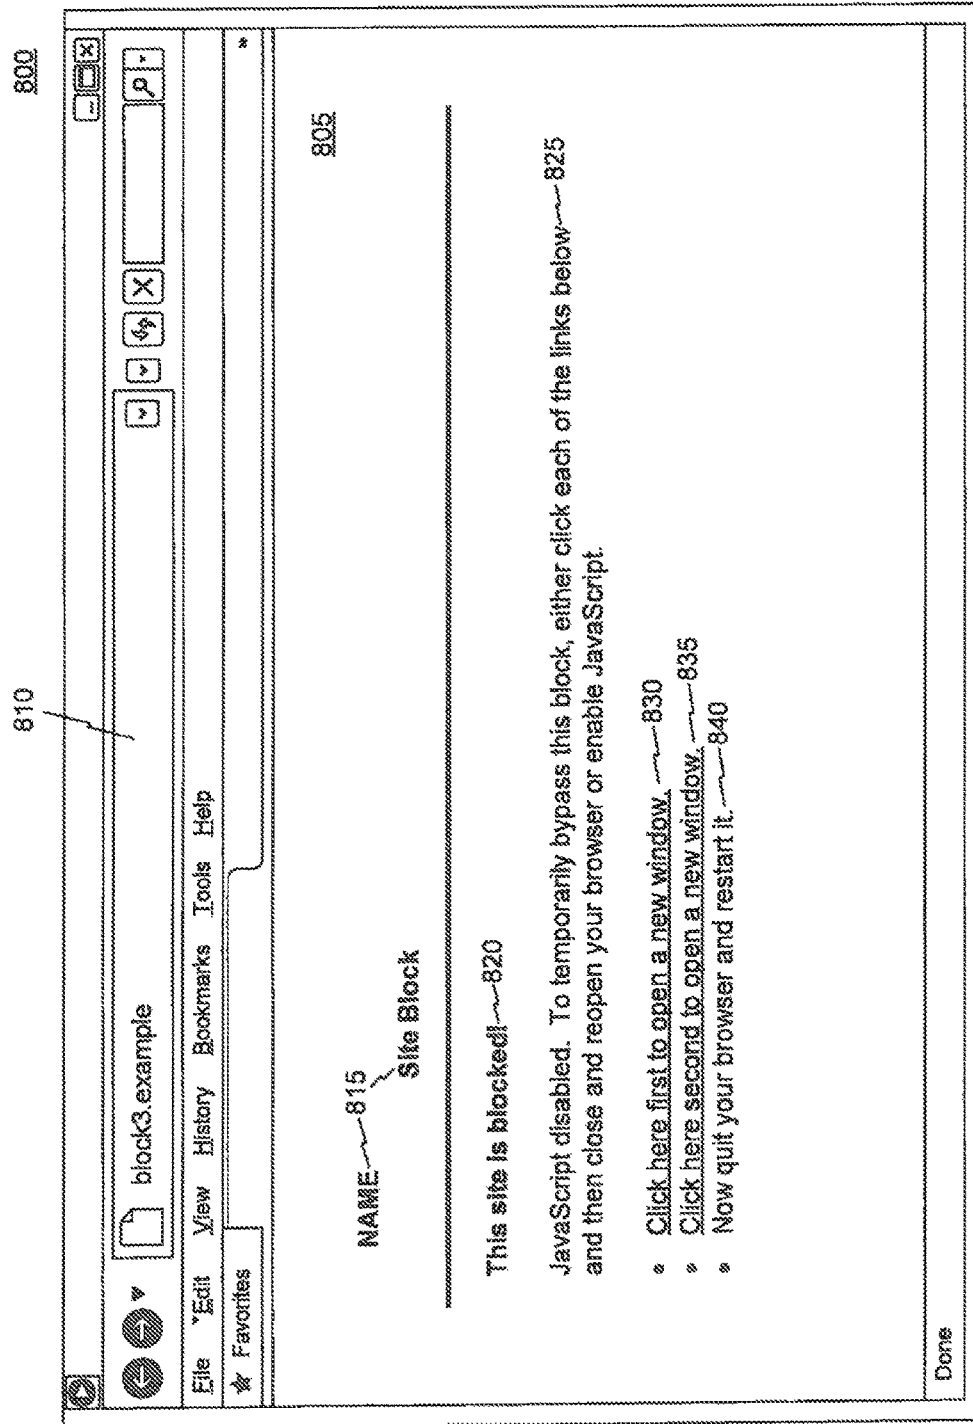 800
810
block3.example
File Edit View History Bookmarks Tools Help
Favorites
»
805
NAME 815
Site Block
This site is blocked! 820
JavaScript disabled. To temporarily bypass this block, either click each of the links below 825
and then close and reopen your browser or enable JavaScript.
• Click here first to open a new window. 830
• Click here second to open a new window. 835
• Now quit your browser and restart it. 840
Done